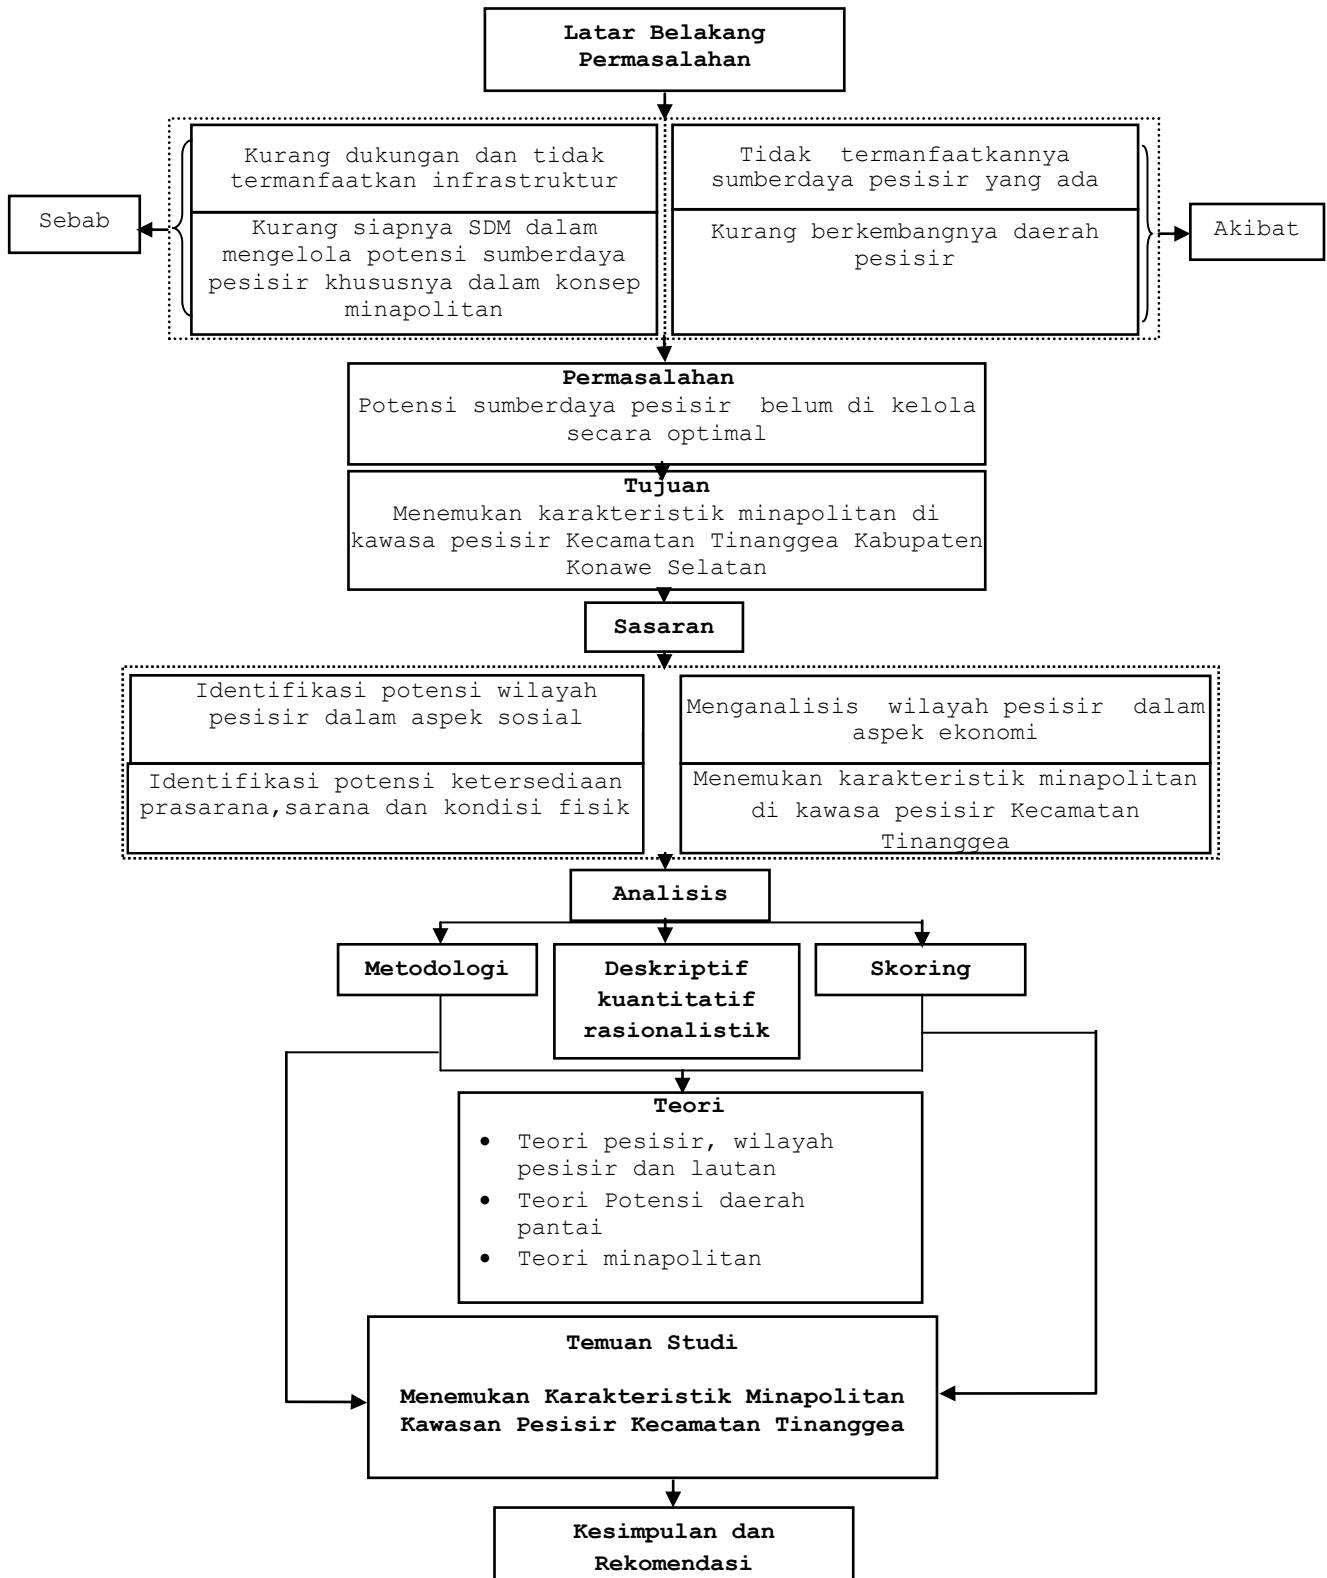 Latar Belakang
Permasalahan
Kurang dukungan dan tidak
termanfaatkan infrastruktur
Tidak termanfaatkannya
sumberdaya pesisir yang ada
Sebab
Kurang siapnya SDM dalam
mengelola potensi sumberdaya
pesisir khususnya dalam konsep
minapolitan
Kurang berkembangnya daerah
pesisir
Akibat
Permasalahan
Potensi sumberdaya pesisir belum di kelola
secara optimal
Tujuan
Menemukan karakteristik minapolitan di
kawasa pesisir Kecamatan Tinanggea Kabupaten
Konawe Selatan
Sasaran
Identifikasi potensi wilayah
pesisir dalam aspek sosial
Menganalisis wilayah pesisir dalam
aspek ekonomi
Identifikasi potensi ketersediaan
prasarana,sarana dan kondisi fisik
Menemukan karakteristik minapolitan
di kawasa pesisir Kecamatan
Tinanggea
Analisis
Metodologi
Deskriptif
kuantitatif
rasionalistik
Skoring
Teori
• Teori pesisir, wilayah
pesisir dan lautan
• Teori Potensi daerah
pantai
• Teori minapolitan
Temuan Studi
Menemukan Karakteristik Minapolitan
Kawasan Pesisir Kecamatan Tinanggea
Kesimpulan dan
Rekomendasi